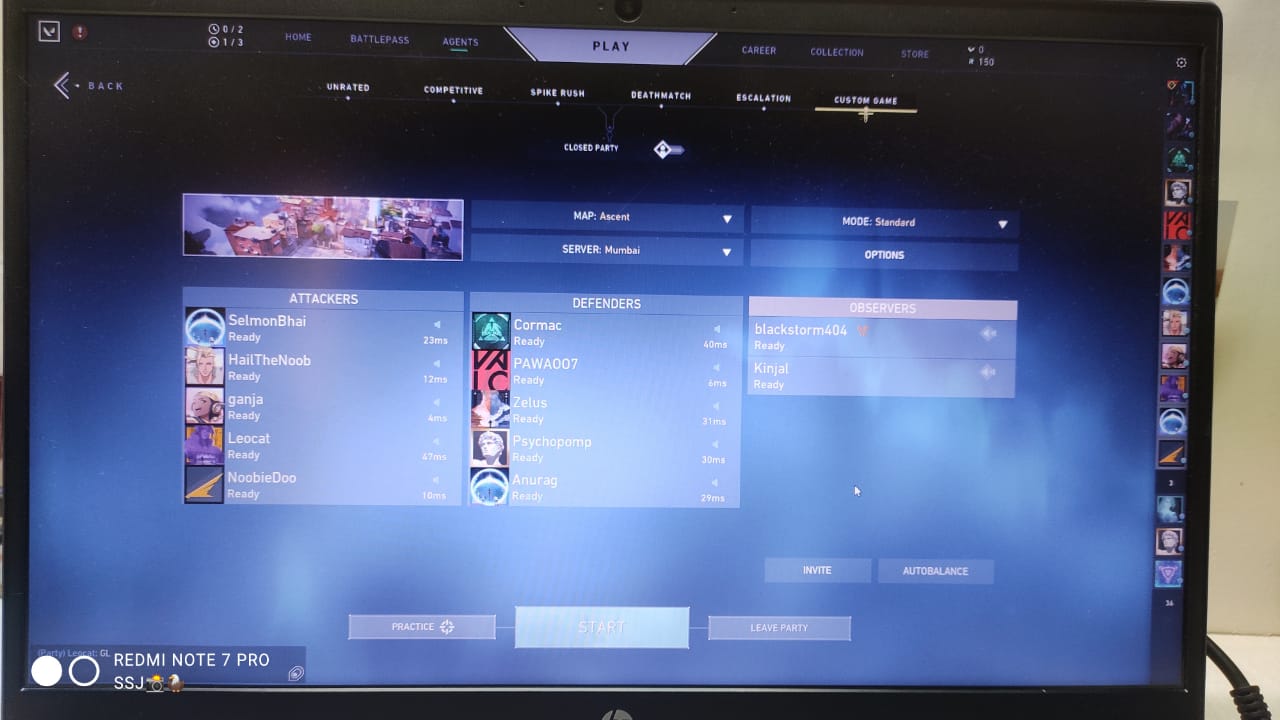 0 / 2
1 / 3
HOME
BATTLEPASS
AGENTS
PLAY
CAREER
COLLECTION
STORE
0
150
BACK
UNRATED
COMPETITIVE
SPIKE RUSH
DEATHMATCH
ESCALATION
CUSTOM GAME
CLOSED PARTY
MAP: Ascent
MODE: Standard
SERVER: Mumbai
OPTIONS
ATTACKERS
SelmonBhai
Ready
23ms
HailTheNoob
Ready
12ms
ganja
Ready
4ms
Leocat
Ready
47ms
NoobieDoo
Ready
10ms
DEFENDERS
Cormac
Ready
40ms
PAWA007
Ready
6ms
Zelus
Ready
31ms
Psychopomp
Ready
30ms
Anurag
Ready
29ms
OBSERVERS
blackstorm404
Ready
Kinjal
Ready
3
36
INVITE
AUTOBALANCE
PRACTICE
START
LEAVE PARTY
(Party) Leocat: GL
REDMI NOTE 7 PRO
SSJ